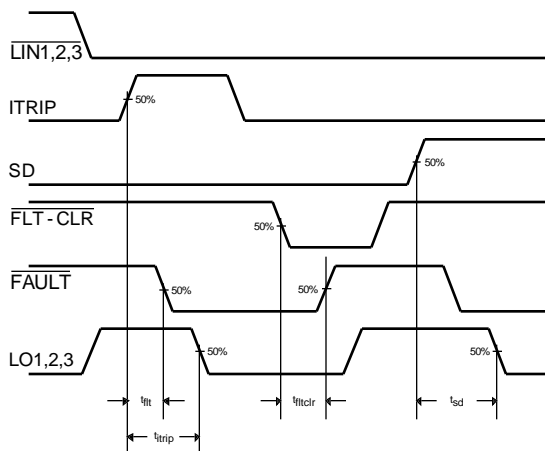 LIN1,2,3
ITRIP
50%
SD
50%
FLT-CLR
50%
FAULT
50%
50%
LO1,2,3
50%
50%
tflt
tfltclr
tsd
titrip